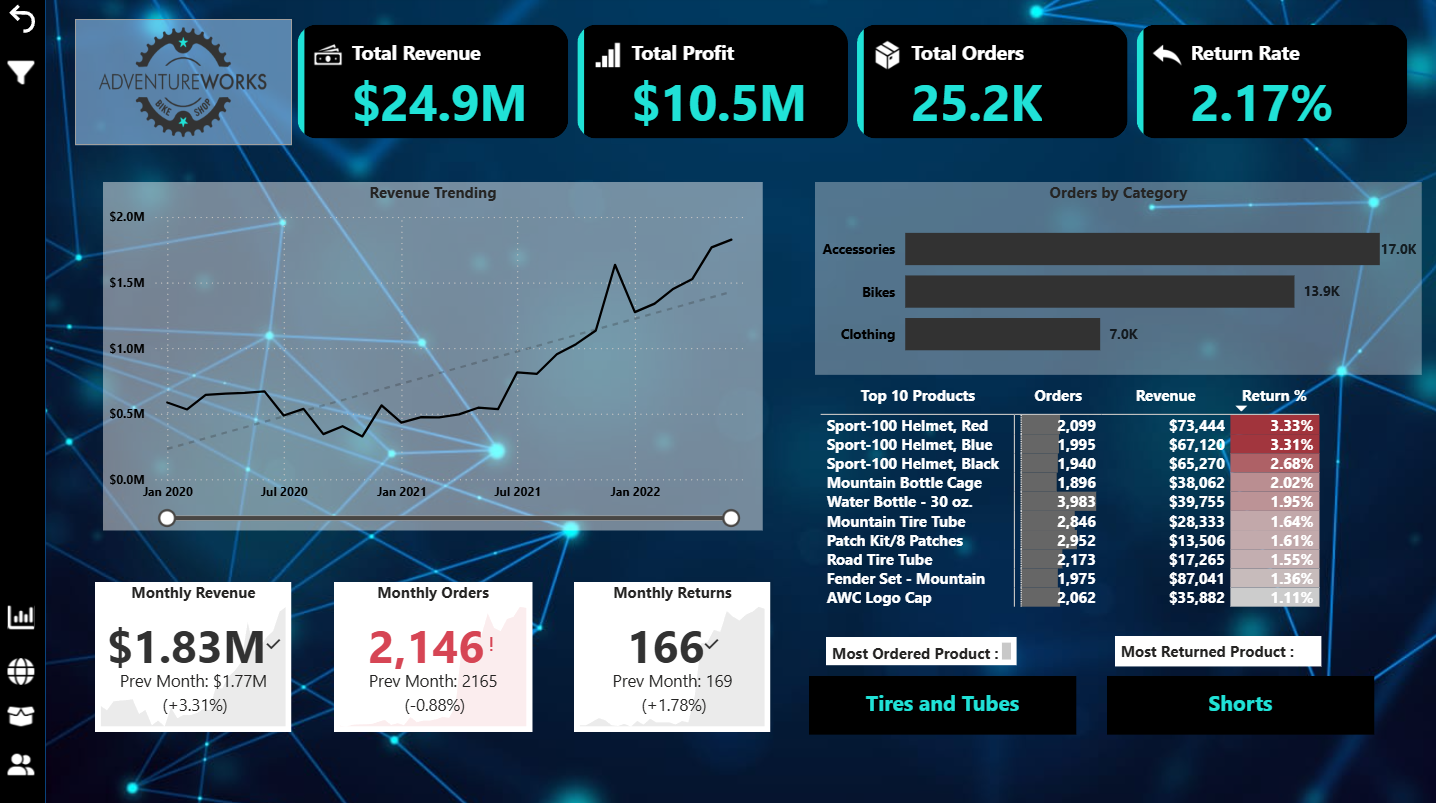 ADVENTUREWORKS
BIKE SHOP
Total Revenue
$24.9M
Total Profit
$10.5M
Total Orders
25.2K
Return Rate
2.17%
Revenue Trending
$2.0M
$1.5M
$1.0M
$0.5M
$0.0M
Jan 2020 Jul 2020 Jan 2021 Jul 2021 Jan 2022
Orders by Category
Accessories 17.0K
Bikes 13.9K
Clothing 7.0K
Top 10 Products Orders Revenue Return %
Sport-100 Helmet, Red 2,099 $73,444 3.33%
Sport-100 Helmet, Blue 1,995 $67,120 3.31%
Sport-100 Helmet, Black 1,940 $65,270 2.68%
Mountain Bottle Cage 1,896 $38,062 2.02%
Water Bottle - 30 oz. 3,983 $39,755 1.95%
Mountain Tire Tube 2,846 $28,333 1.64%
Patch Kit/8 Patches 2,952 $13,506 1.61%
Road Tire Tube 2,173 $17,265 1.55%
Fender Set - Mountain 1,975 $87,041 1.36%
AWC Logo Cap 2,062 $35,882 1.11%
Monthly Revenue
$1.83M
Prev Month: $1.77M
(+3.31%)
Monthly Orders
2,146!
Prev Month: 2165
(-0.88%)
Monthly Returns
166
Prev Month: 169
(+1.78%)
Most Ordered Product :
Tires and Tubes
Most Returned Product :
Shorts